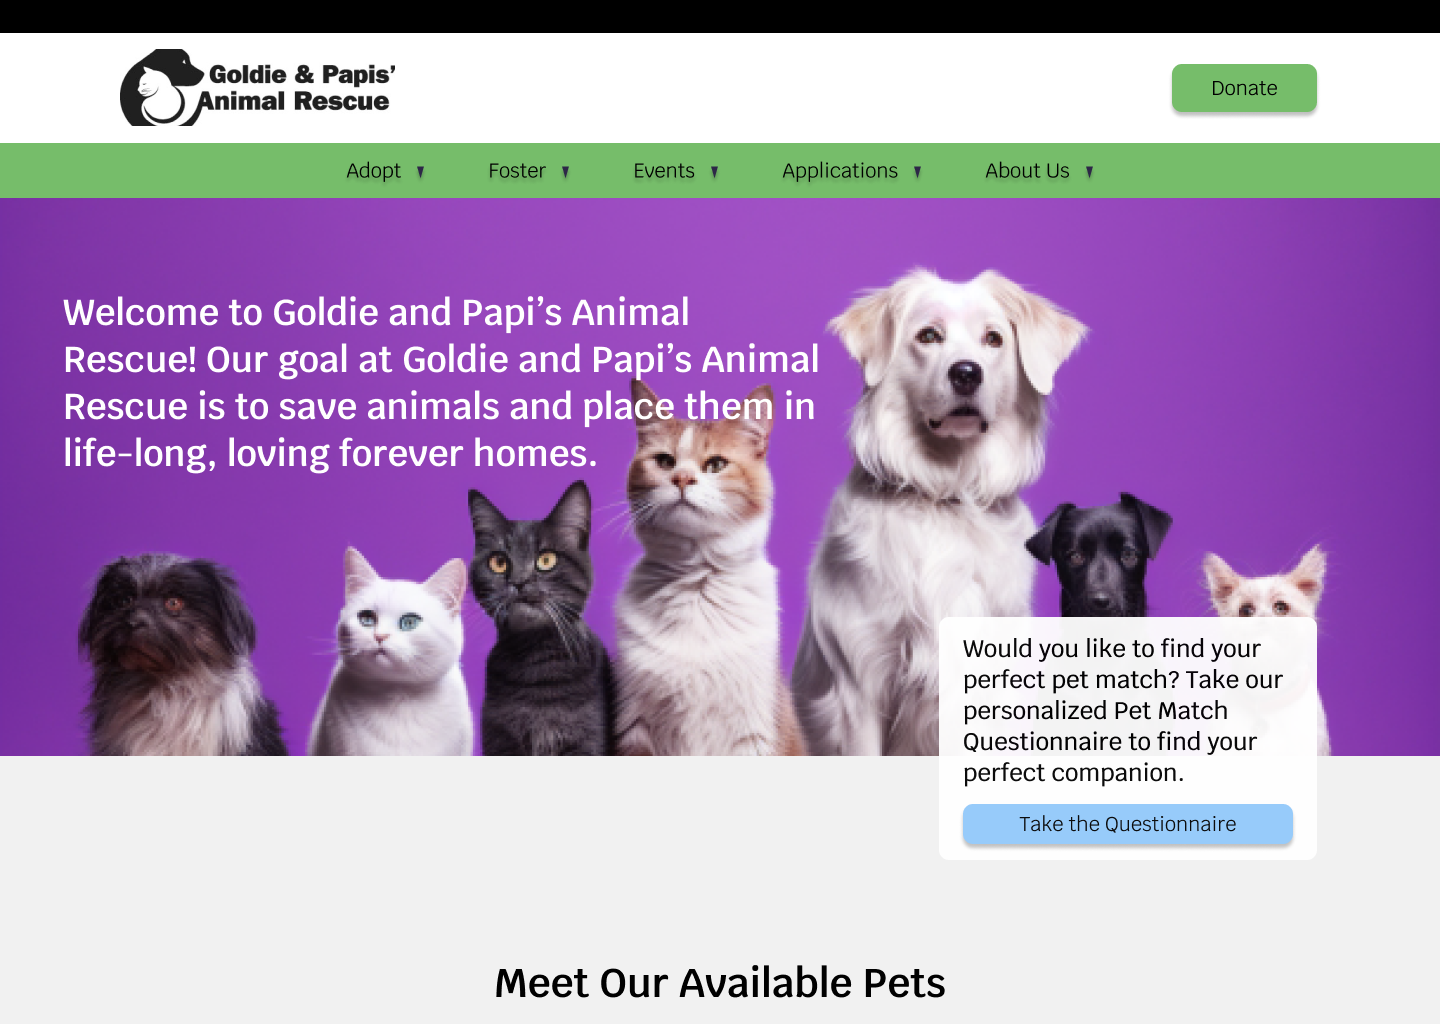 Goldie & Papis’
Animal Rescue
Donate
Adopt
Foster
Events
Applications
About Us
Welcome to Goldie and Papi’s Animal
Rescue! Our goal at Goldie and Papi’s Animal
Rescue is to save animals and place them in
life-long, loving forever homes.
Would you like to find your
perfect pet match? Take our
personalized Pet Match
Questionnaire to find your
perfect companion.
Take the Questionnaire
Meet Our Available Pets